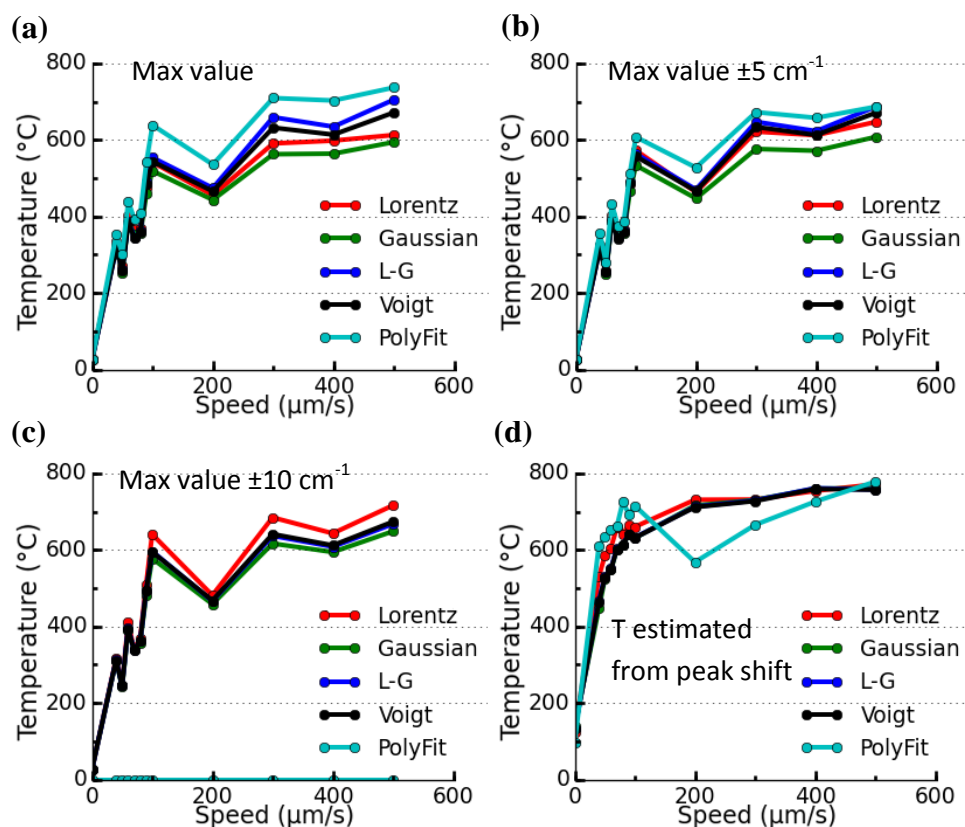 (a)
Max value
800
600
400
200
0
0 200 400 600
Temperature (°C)
Speed (µm/s)
Lorentz
Gaussian
L-G
Voigt
PolyFit
(b)
Max value ±5 cm⁻¹
800
600
400
200
0
0 200 400 600
Temperature (°C)
Speed (µm/s)
Lorentz
Gaussian
L-G
Voigt
PolyFit
(c)
Max value ±10 cm⁻¹
800
600
400
200
0
0 200 400 600
Temperature (°C)
Speed (µm/s)
Lorentz
Gaussian
L-G
Voigt
PolyFit
(d)
800
600
400
200
0
0 200 400 600
Temperature (°C)
Speed (µm/s)
T estimated
from peak shift
Lorentz
Gaussian
L-G
Voigt
PolyFit